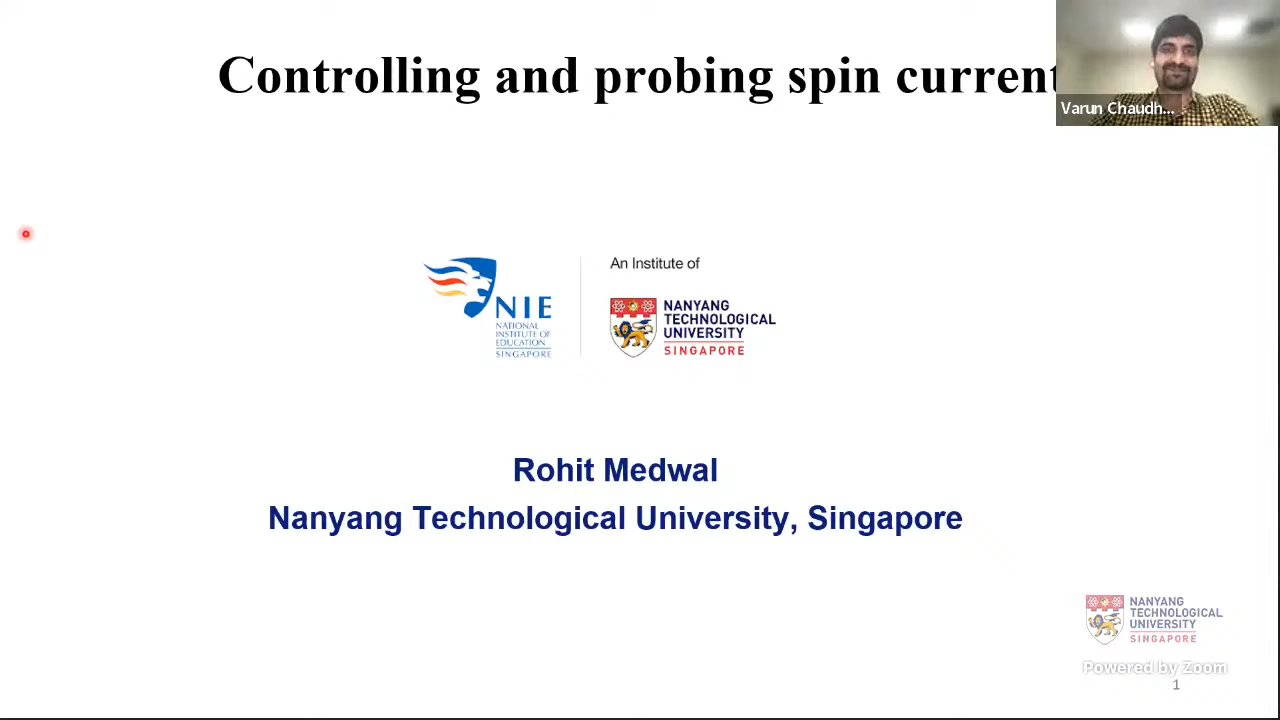 Controlling and probing spin current
Varun Chaudh...
An Institute of
NIE
NATIONAL
INSTITUTE OF
EDUCATION
SINGAPORE
NANYANG
TECHNOLOGICAL
UNIVERSITY
SINGAPORE
Rohit Medwal
Nanyang Technological University, Singapore
NANYANG
TECHNOLOGICAL
UNIVERSITY
SINGAPORE
Powered by Zoom
1